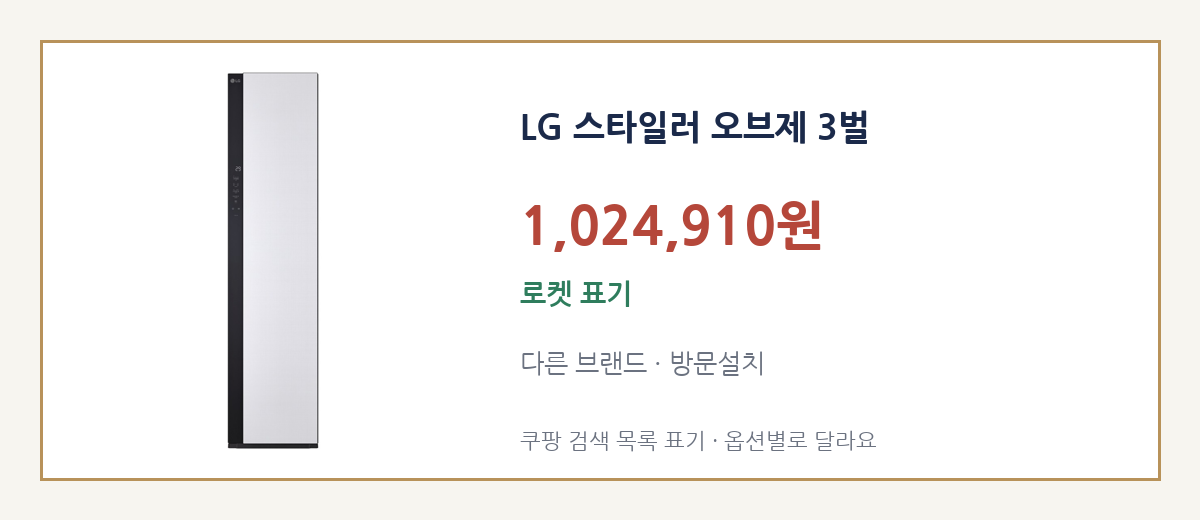 LG 스타일러 오브제 3벌
1,024,910원
로켓 표기
다른 브랜드 · 방문설치
쿠팡 검색 목록 표기 · 옵션별로 달라요